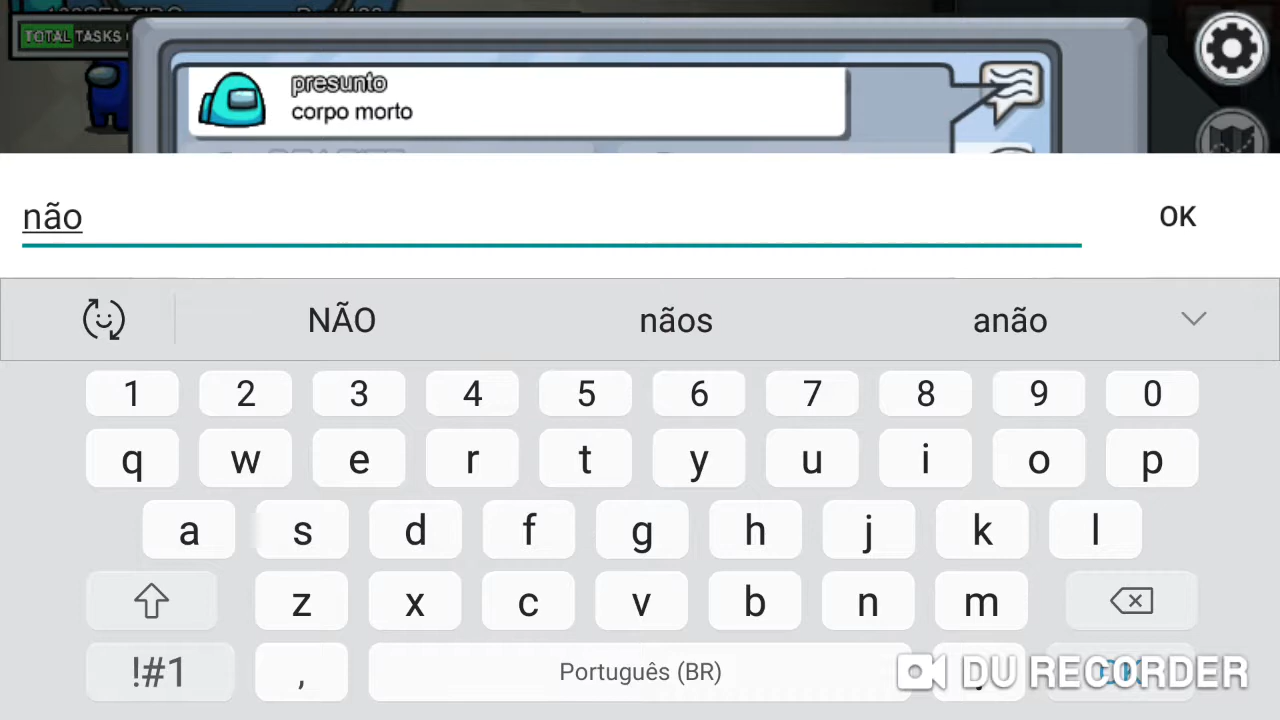 TOTAL TASKS
presunto
corpo morto
não
OK
NÃO
nãos
anão
1 2 3 4 5 6 7 8 9 0
q w e r t y u i o p
a s d f g h j k l
z x c v b n m
!#1 , Português (BR) . OK
DU RECORDER